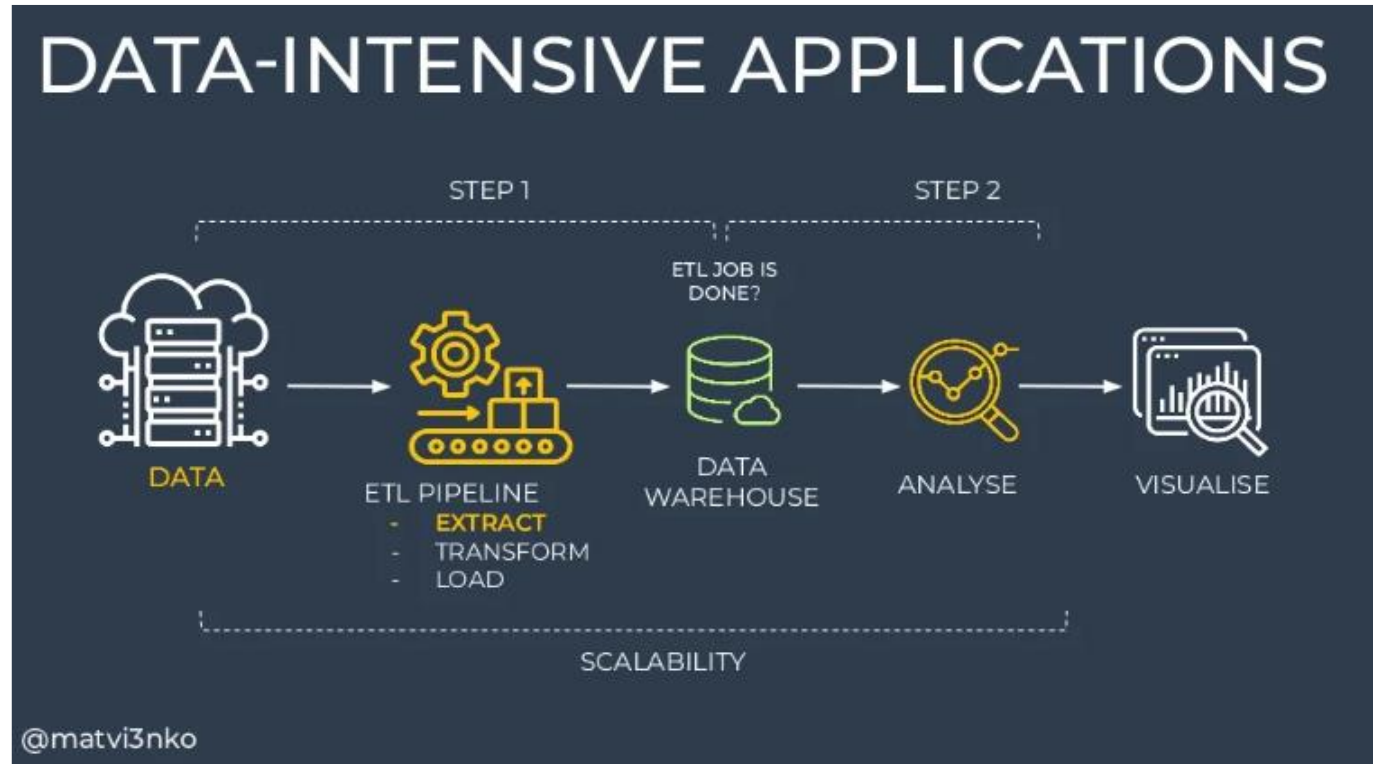 DATA-INTENSIVE APPLICATIONS
STEP 1
STEP 2
ETL JOB IS
DONE?
DATA
ETL PIPELINE
- EXTRACT
- TRANSFORM
- LOAD
DATA
WAREHOUSE
ANALYSE
VISUALISE
SCALABILITY
@matvi3nko